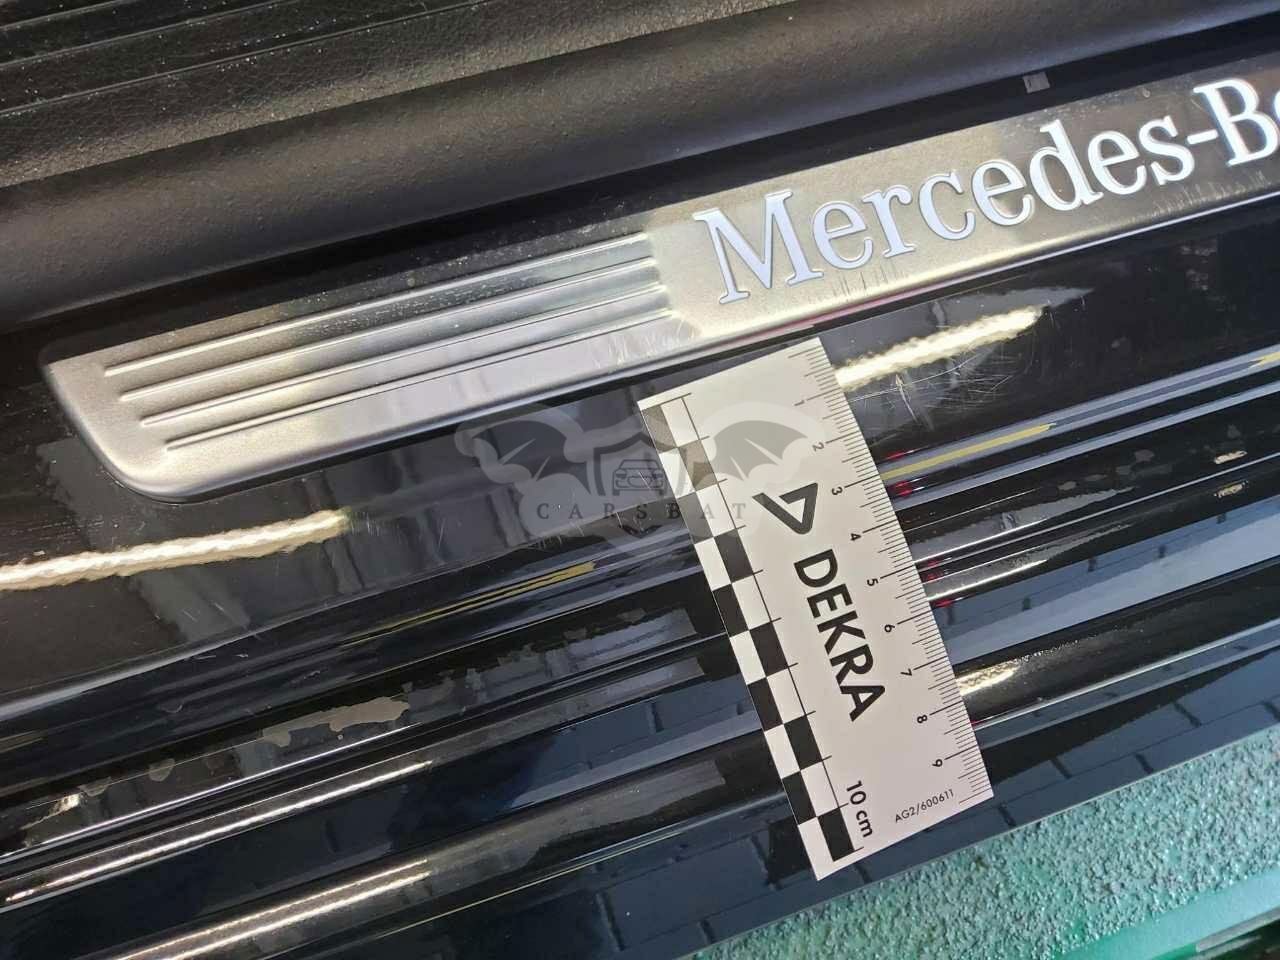 Mercedes-Be
CARSBAT
1
2
3
4
5
6
7
8
9
10 cm
DEKRA
AG2/600611